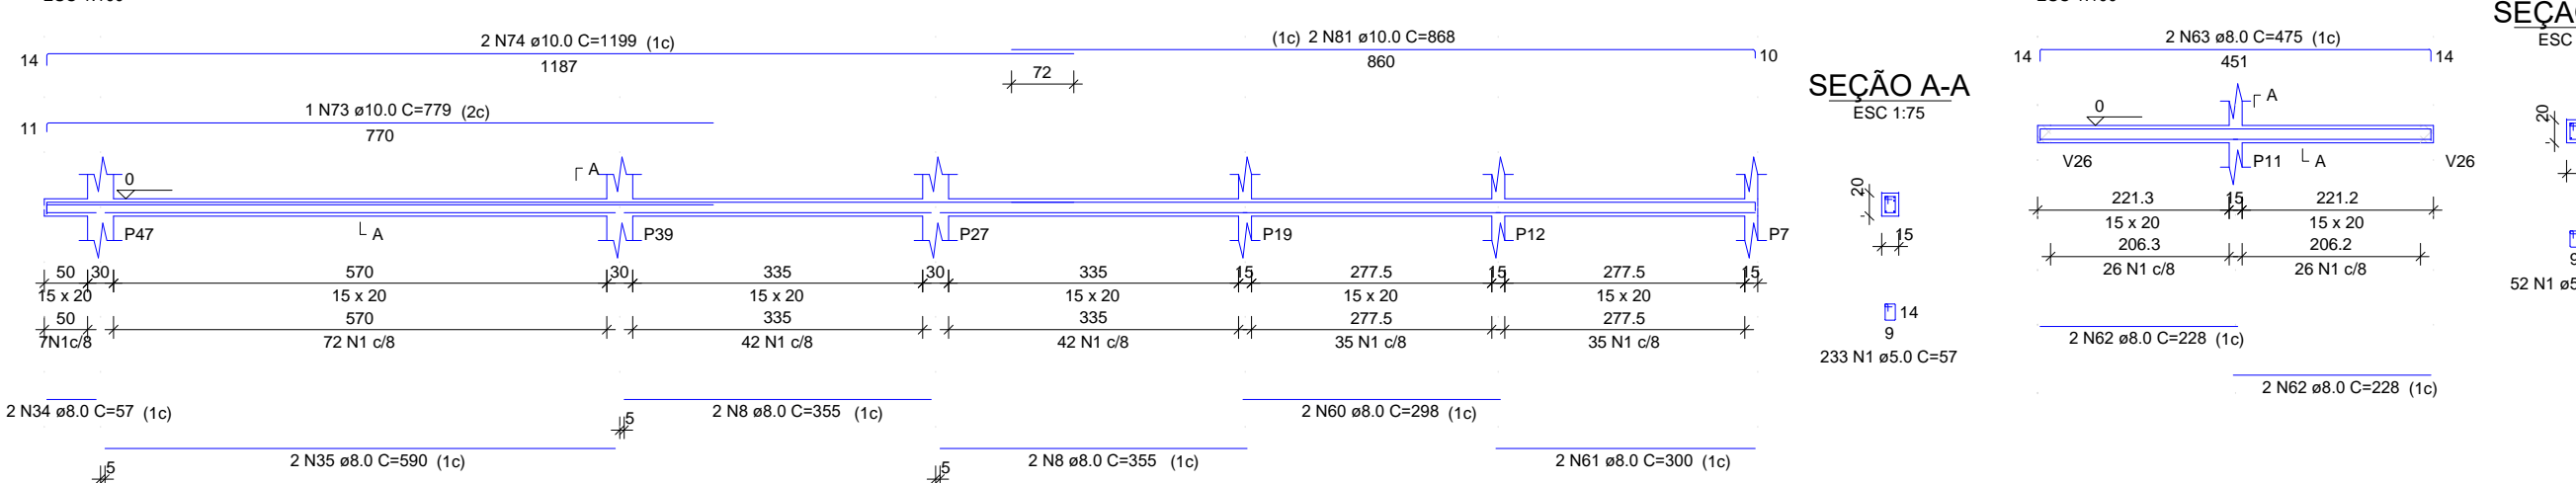 2 N74 ø10.0 C=1199 (1c)
14
1187
(1c) 2 N81 ø10.0 C=868
10
860
72
1 N73 ø10.0 C=779 (2c)
11
770
0
A
A
P47
P39
P27
P19
P12
P7
50 30 570 30 335 30 335 15 277.5 15 277.5 15
15 x 20 15 x 20 15 x 20 15 x 20 15 x 20 15 x 20
50 570 335 335 277.5 277.5
7N1c/8 72 N1 c/8 42 N1 c/8 42 N1 c/8 35 N1 c/8 35 N1 c/8
2 N34 ø8.0 C=57 (1c)
2 N8 ø8.0 C=355 (1c)
2 N60 ø8.0 C=298 (1c)
5
2 N35 ø8.0 C=590 (1c)
2 N8 ø8.0 C=355 (1c)
2 N61 ø8.0 C=300 (1c)
5
5
SEÇÃO A-A
ESC 1:75
20
15
14
9
233 N1 ø5.0 C=57
2 N63 ø8.0 C=475 (1c)
14
14
451
0
A
V26
P11
A
V26
221.3 15 221.2
15 x 20 15 x 20
206.3 206.2
26 N1 c/8 26 N1 c/8
2 N62 ø8.0 C=228 (1c)
2 N62 ø8.0 C=228 (1c)
ESC
20
52 N1